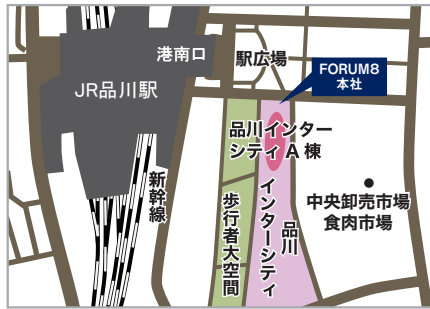 港南口
駅広場
FORUM8
本社
JR品川駅
品川インター
シティA棟
新幹線
歩行者大空間
インターシティ
品川
中央卸売市場
食肉市場